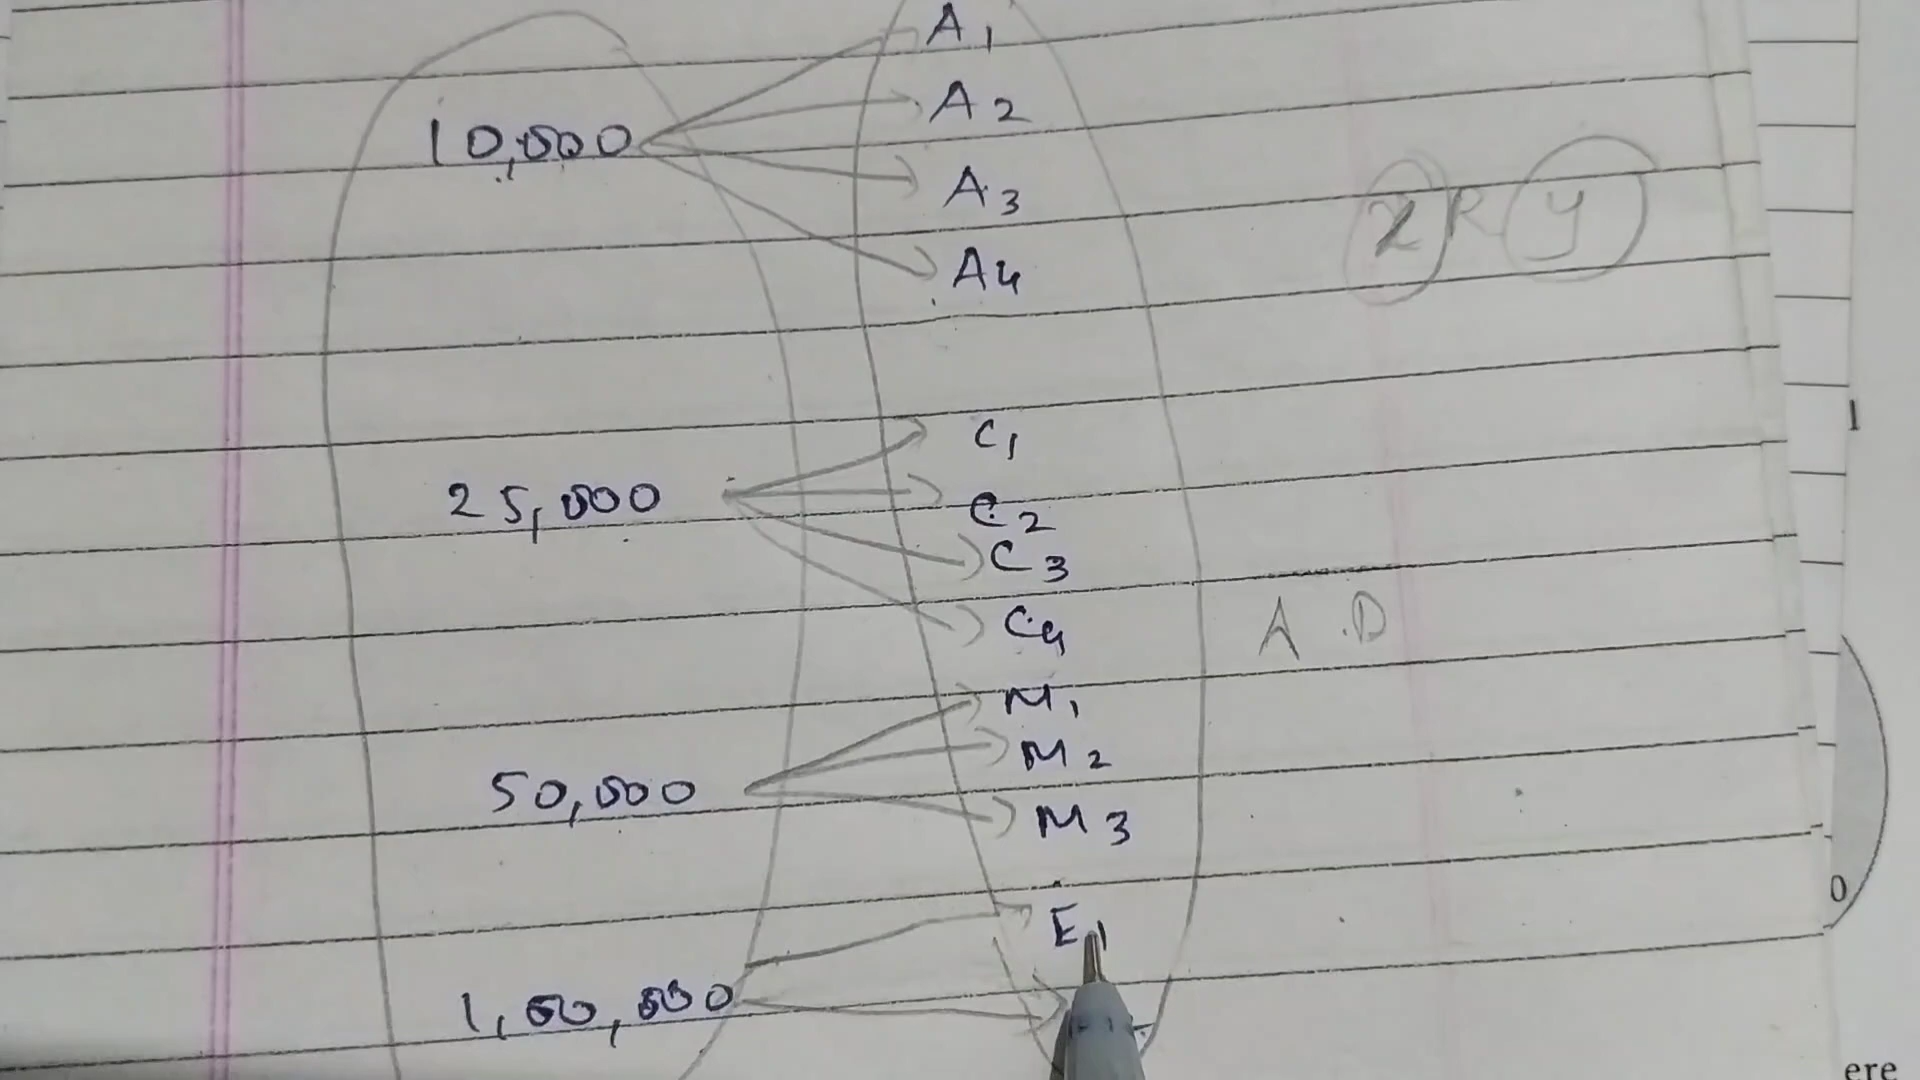 A1
A2
10,000
A3
x R y
A4
C1
1
25,000
C2
C3
C4
A .D
M1
M2
50,000
M3
0
E1
1,00,000
ere